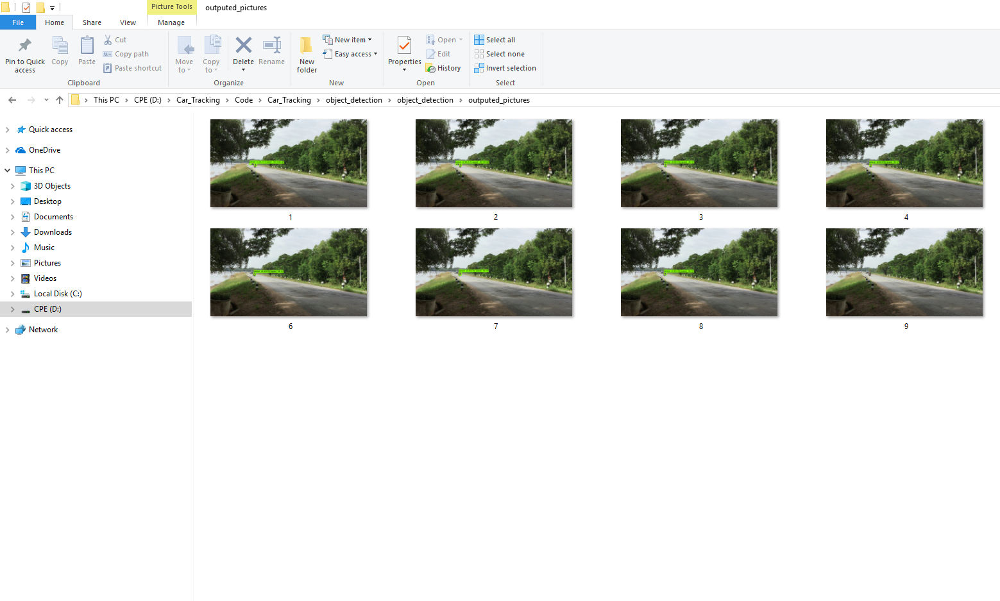 Picture Tools outputed_pictures
File Home Share View Manage
Pin to Quick access
Copy
Paste
Cut
Copy path
Paste shortcut
Clipboard
Move to
Copy to
Delete
Rename
Organize
New folder
New item
Easy access
New
Properties
Open
Edit
History
Open
Select all
Select none
Invert selection
Select
This PC CPE (D:) Car_Tracking Code Car_Tracking object_detection object_detection outputed_pictures
Quick access
OneDrive
This PC
3D Objects
Desktop
Documents
Downloads
Music
Pictures
Videos
Local Disk (C:)
CPE (D:)
Network
1 2 3 4
6 7 8 9